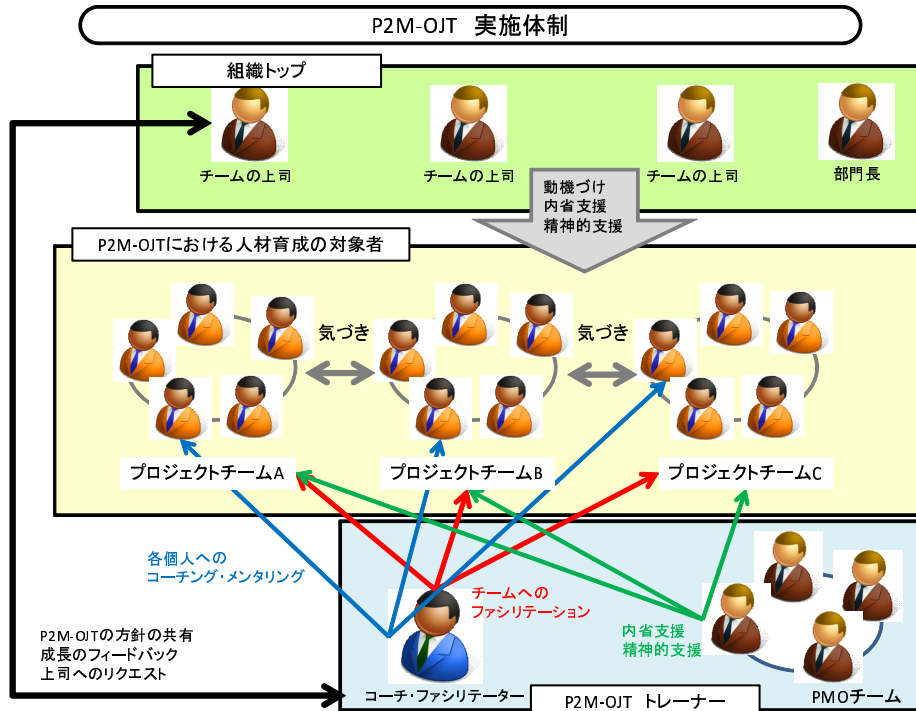 P2M-OJT 実施体制
組織トップ
チームの上司
チームの上司
チームの上司
部門長
動機づけ
内省支援
精神的支援
P2M-OJTにおける人材育成の対象者
気づき
気づき
プロジェクトチームA
プロジェクトチームB
プロジェクトチームC
各個人への
コーチング・メンタリング
チームへの
ファシリテーション
内省支援
精神的支援
P2M-OJTの方針の共有
成長のフィードバック
上司へのリクエスト
コーチ・ファシリテーター
PMOチーム
P2M-OJT トレーナー